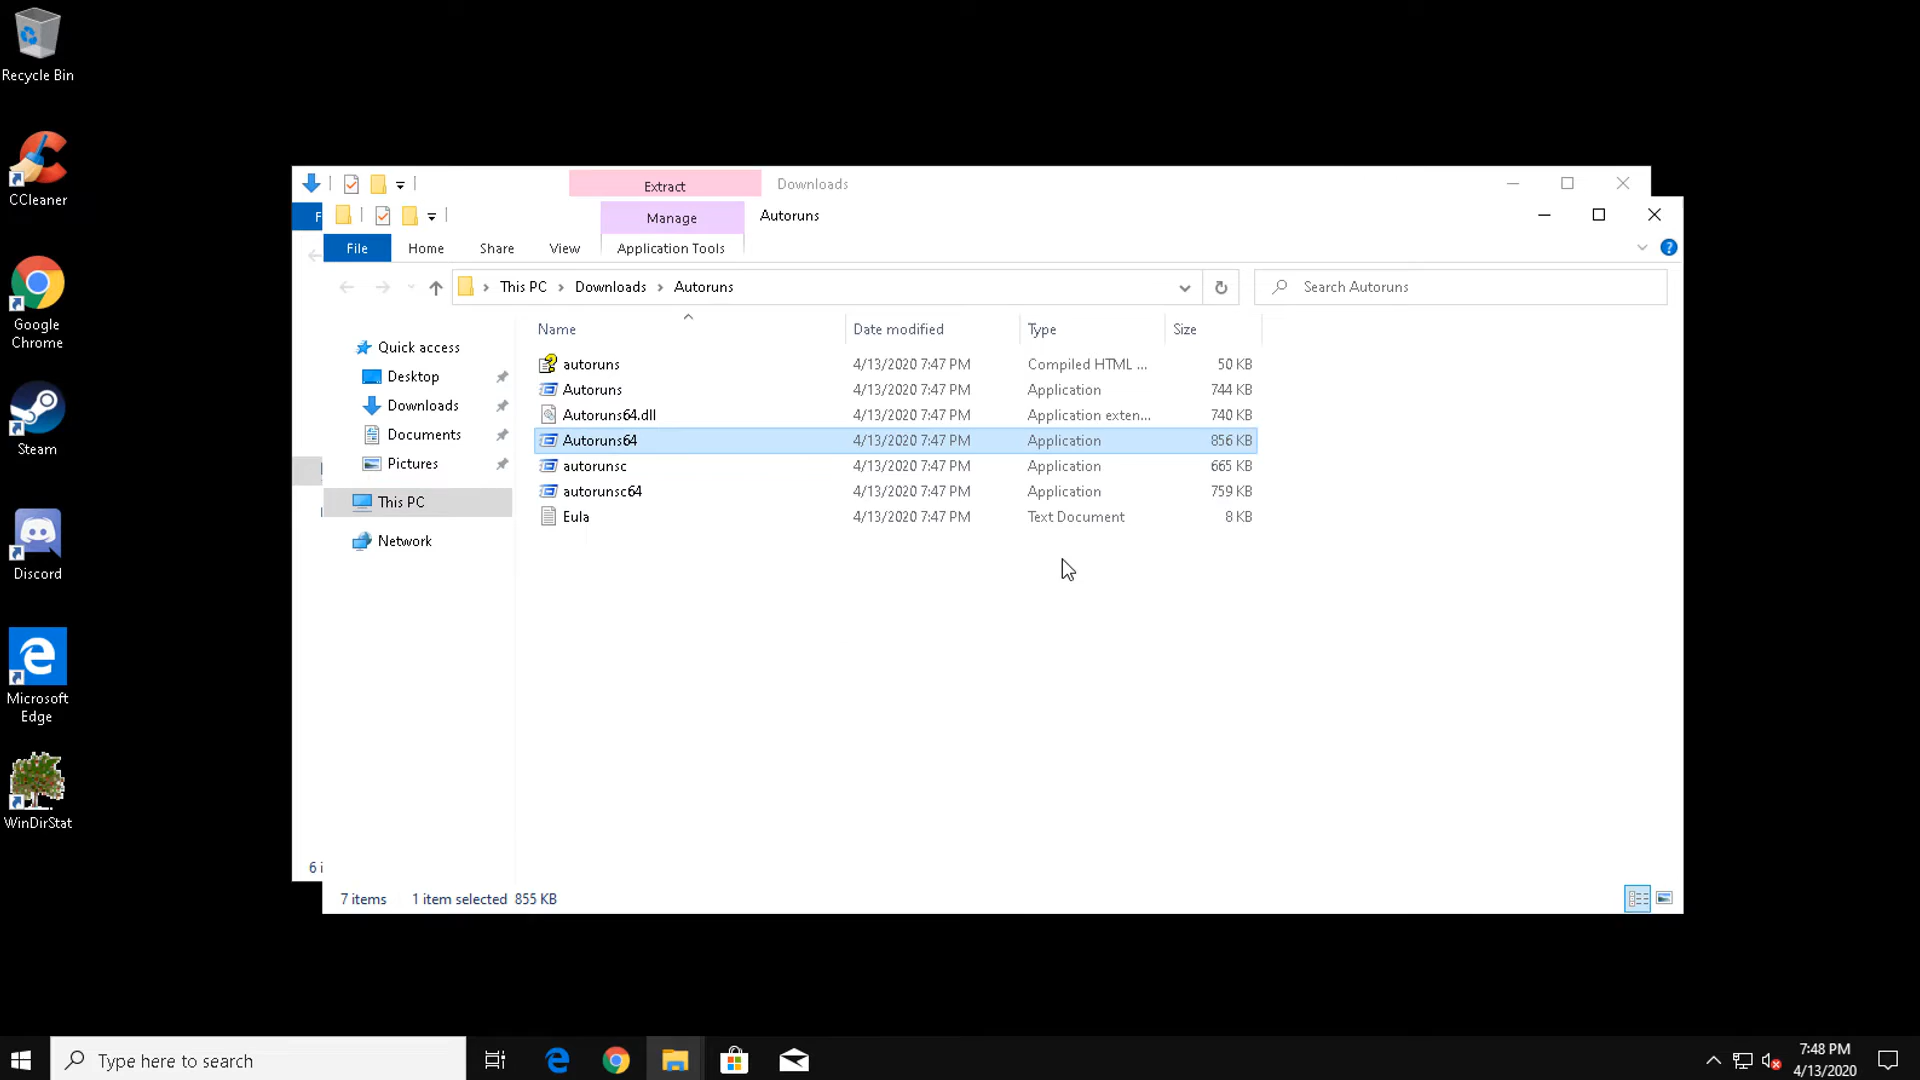 Recycle Bin
CCleaner
Google
Chrome
Steam
Discord
Microsoft
Edge
WinDirStat
Extract
Downloads
F
Manage
Autoruns
File
Home
Share
View
Application Tools
This PC
Downloads
Autoruns
Search Autoruns
Quick access
Desktop
Downloads
Documents
Pictures
This PC
Network
Name Date modified Type Size
autoruns 4/13/2020 7:47 PM Compiled HTML ... 50 KB
Autoruns 4/13/2020 7:47 PM Application 744 KB
Autoruns64.dll 4/13/2020 7:47 PM Application exten... 740 KB
Autoruns64 4/13/2020 7:47 PM Application 856 KB
autorunsc 4/13/2020 7:47 PM Application 665 KB
autorunsc64 4/13/2020 7:47 PM Application 759 KB
Eula 4/13/2020 7:47 PM Text Document 8 KB
6 i
7 items 1 item selected 855 KB
Type here to search
7:48 PM
4/13/2020